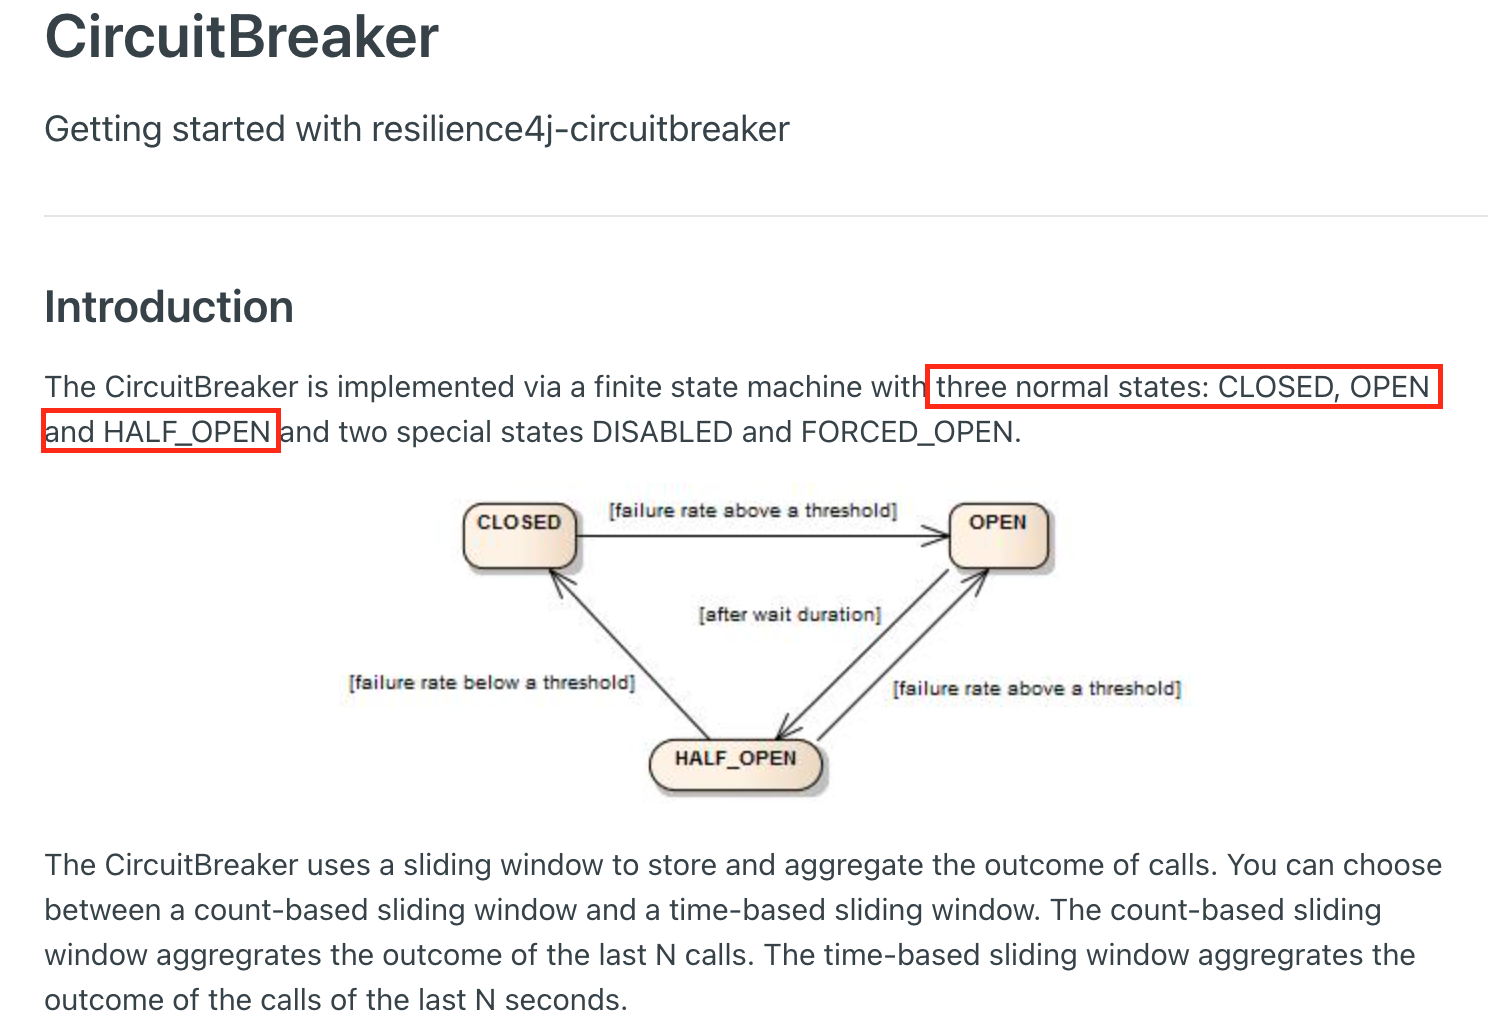 CircuitBreaker
Getting started with resilience4j-circuitbreaker
Introduction
The CircuitBreaker is implemented via a finite state machine with three normal states: CLOSED, OPEN
and HALF_OPEN and two special states DISABLED and FORCED_OPEN.
CLOSED
[failure rate above a threshold]
OPEN
[after wait duration]
[failure rate below a threshold]
[failure rate above a threshold]
HALF_OPEN
The CircuitBreaker uses a sliding window to store and aggregate the outcome of calls. You can choose
between a count-based sliding window and a time-based sliding window. The count-based sliding
window aggregrates the outcome of the last N calls. The time-based sliding window aggregrates the
outcome of the calls of the last N seconds.